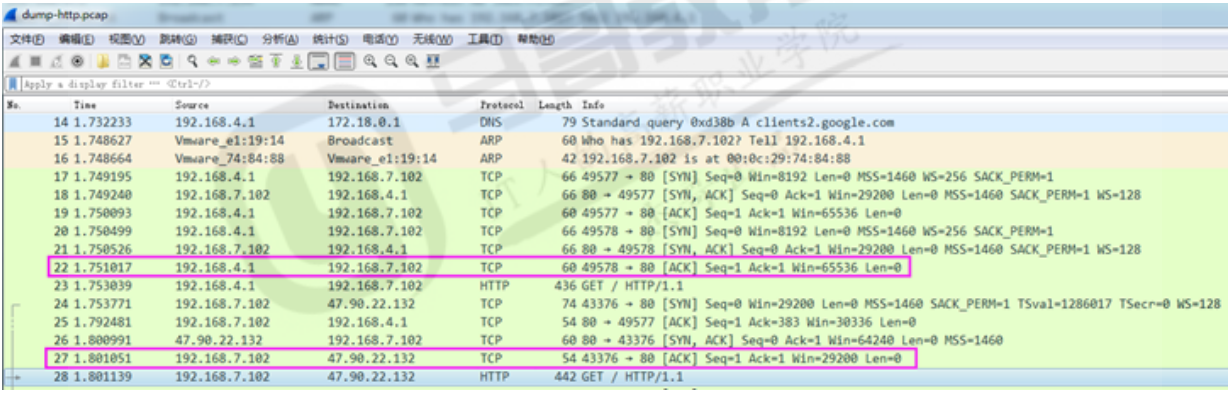 dump-http.pcap
文件(F) 编辑(E) 视图(V) 跳转(G) 捕获(C) 分析(A) 统计(S) 电话(Y) 无线(W) 工具(T) 帮助(H)
Apply a display filter ··· <Ctrl-/>
No. Time Source Destination Protocol Length Info
14 1.732233 192.168.4.1 172.18.0.1 DNS 79 Standard query 0xd38b A clients2.google.com
15 1.748627 Vmware_e1:19:14 Broadcast ARP 60 Who has 192.168.7.102? Tell 192.168.4.1
16 1.748664 Vmware_74:84:88 Vmware_e1:19:14 ARP 42 192.168.7.102 is at 00:0c:29:74:84:88
17 1.749195 192.168.4.1 192.168.7.102 TCP 66 49577 → 80 [SYN] Seq=0 Win=8192 Len=0 MSS=1460 WS=256 SACK_PERM=1
18 1.749240 192.168.7.102 192.168.4.1 TCP 66 80 → 49577 [SYN, ACK] Seq=0 Ack=1 Win=29200 Len=0 MSS=1460 SACK_PERM=1 WS=128
19 1.750093 192.168.4.1 192.168.7.102 TCP 60 49577 → 80 [ACK] Seq=1 Ack=1 Win=65536 Len=0
20 1.750499 192.168.4.1 192.168.7.102 TCP 66 49578 → 80 [SYN] Seq=0 Win=8192 Len=0 MSS=1460 WS=256 SACK_PERM=1
21 1.750526 192.168.7.102 192.168.4.1 TCP 66 80 → 49578 [SYN, ACK] Seq=0 Ack=1 Win=29200 Len=0 MSS=1460 SACK_PERM=1 WS=128
22 1.751017 192.168.4.1 192.168.7.102 TCP 60 49578 → 80 [ACK] Seq=1 Ack=1 Win=65536 Len=0
23 1.753039 192.168.4.1 192.168.7.102 HTTP 436 GET / HTTP/1.1
24 1.753771 192.168.7.102 47.90.22.132 TCP 74 43376 → 80 [SYN] Seq=0 Win=29200 Len=0 MSS=1460 SACK_PERM=1 TSval=1286017 TSecr=0 WS=128
25 1.792481 192.168.7.102 192.168.4.1 TCP 54 80 → 49577 [ACK] Seq=1 Ack=383 Win=30336 Len=0
26 1.800991 47.90.22.132 192.168.7.102 TCP 60 80 → 43376 [SYN, ACK] Seq=0 Ack=1 Win=64240 Len=0 MSS=1460
27 1.801051 192.168.7.102 47.90.22.132 TCP 54 43376 → 80 [ACK] Seq=1 Ack=1 Win=29200 Len=0
28 1.801139 192.168.7.102 47.90.22.132 HTTP 442 GET / HTTP/1.1